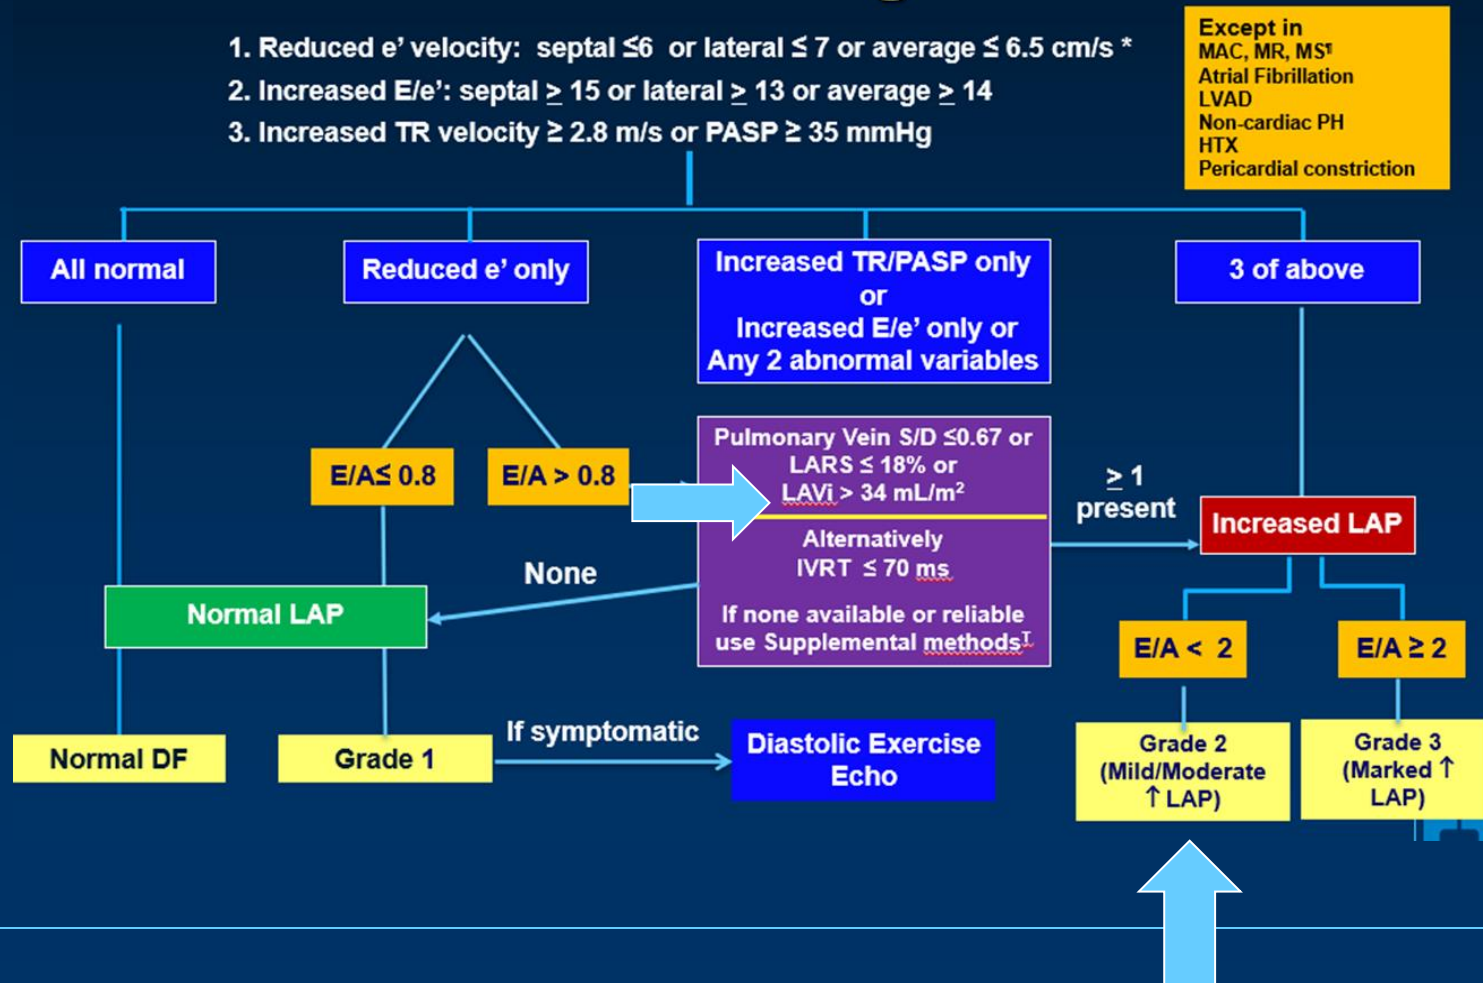 1. Reduced e’ velocity: septal ≤6 or lateral ≤ 7 or average ≤ 6.5 cm/s *
2. Increased E/e’: septal ≥ 15 or lateral ≥ 13 or average ≥ 14
3. Increased TR velocity ≥ 2.8 m/s or PASP ≥ 35 mmHg
Except in
MAC, MR, MS¶
Atrial Fibrillation
LVAD
Non-cardiac PH
HTX
Pericardial constriction
All normal
Reduced e’ only
Increased TR/PASP only
or
Increased E/e’ only or
Any 2 abnormal variables
3 of above
E/A≤ 0.8
E/A > 0.8
Pulmonary Vein S/D ≤0.67 or
LARS ≤ 18% or
LAVi > 34 mL/m²
Alternatively
IVRT ≤ 70 ms
If none available or reliable
use Supplemental methodsᵀ
≥ 1
present
Increased LAP
None
Normal LAP
E/A < 2
E/A ≥ 2
Normal DF
Grade 1
If symptomatic
Diastolic Exercise
Echo
Grade 2
(Mild/Moderate
↑ LAP)
Grade 3
(Marked ↑
LAP)